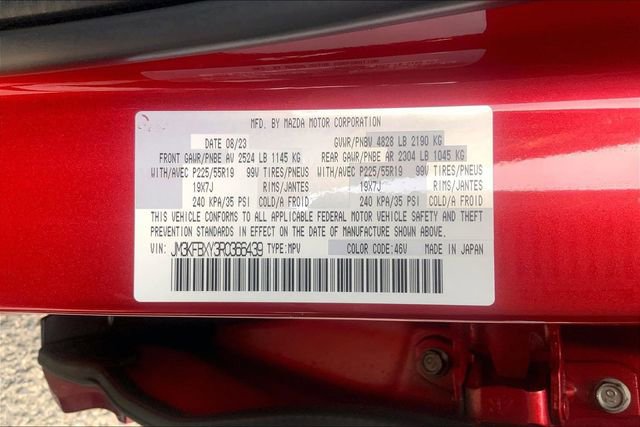 MFD. BY MAZDA MOTOR CORPORATION
DATE 08/23 GVWR/PNBV 4828 LB 2190 KG
FRONT GAWR/PNBE AV 2524 LB 1145 KG REAR GAWR/PNBE AR 2304 LB 1045 KG
WITH/AVEC P225/55R19 99V TIRES/PNEUS WITH/AVEC P225/55R19 99V TIRES/PNEUS
19X7J RIMS/JANTES 19X7J RIMS/JANTES
240 KPA/35 PSI COLD/A FROID 240 KPA/35 PSI COLD/A FROID
THIS VEHICLE CONFORMS TO ALL APPLICABLE FEDERAL MOTOR VEHICLE SAFETY AND THEFT
PREVENTION STANDARDS IN EFFECT ON THE DATE OF MANUFACTURE SHOWN ABOVE.
VIN: JM3KFBXY3R0366439 TYPE:MPV COLOR CODE:46V MADE IN JAPAN